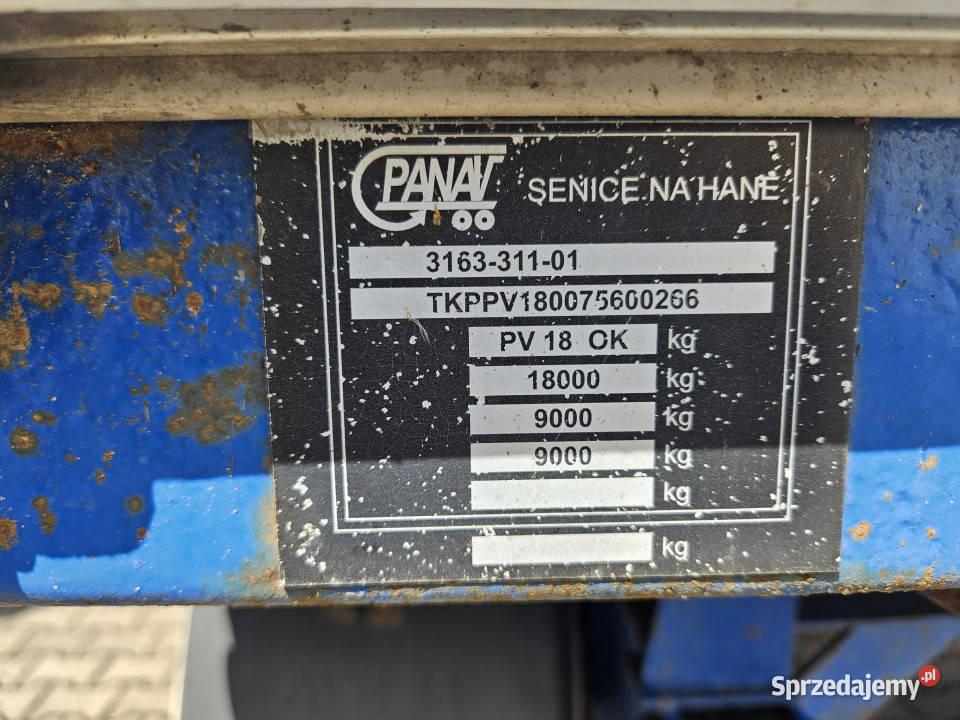 PANAV SENICE NA HANÉ
3163-311-01
TKPPV180075600266
PV 18 OK kg
18000 kg
9000 kg
9000 kg
kg
kg
Sprzedajemy.pl